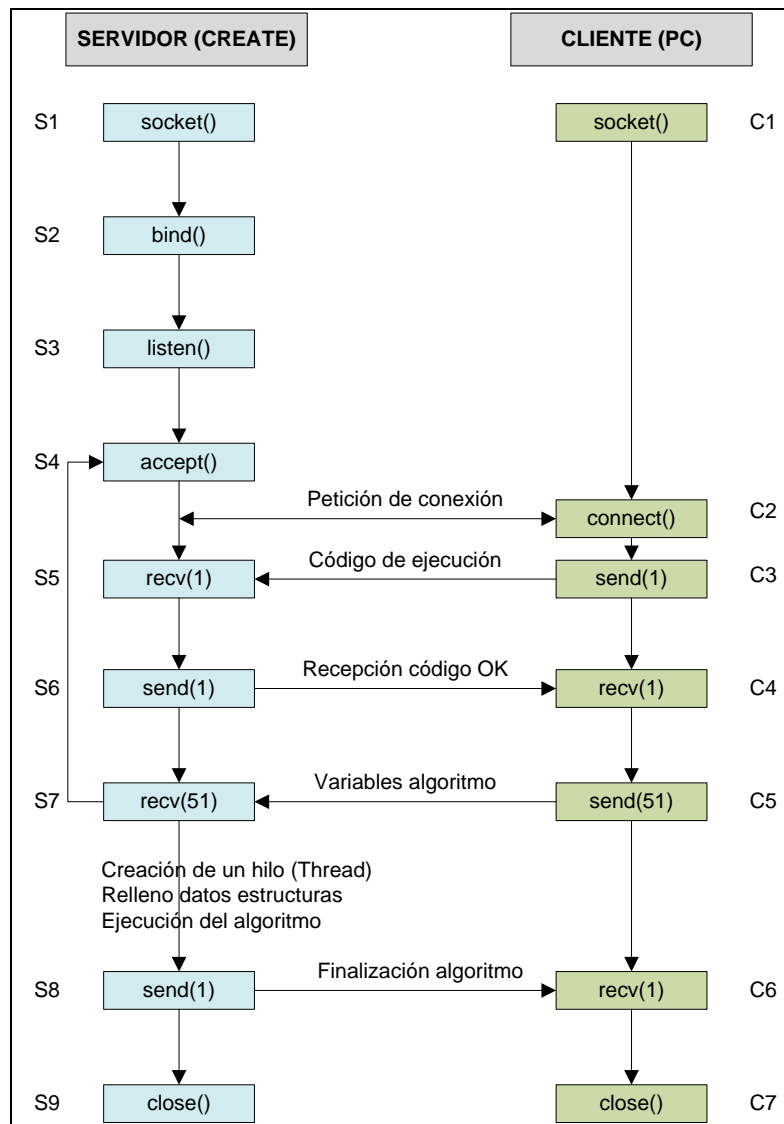 SERVIDOR (CREATE)
CLIENTE (PC)
S1
socket()
socket()
C1
S2
bind()
S3
listen()
S4
accept()
Petición de conexión
connect()
C2
S5
recv(1)
Código de ejecución
send(1)
C3
S6
send(1)
Recepción código OK
recv(1)
C4
S7
recv(51)
Variables algoritmo
send(51)
C5
Creación de un hilo (Thread)
Relleno datos estructuras
Ejecución del algoritmo
S8
send(1)
Finalización algoritmo
recv(1)
C6
S9
close()
close()
C7